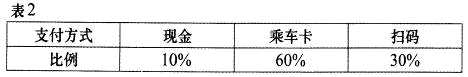 表2
支付方式 现金 乘车卡 扫码
比例 10% 60% 30%